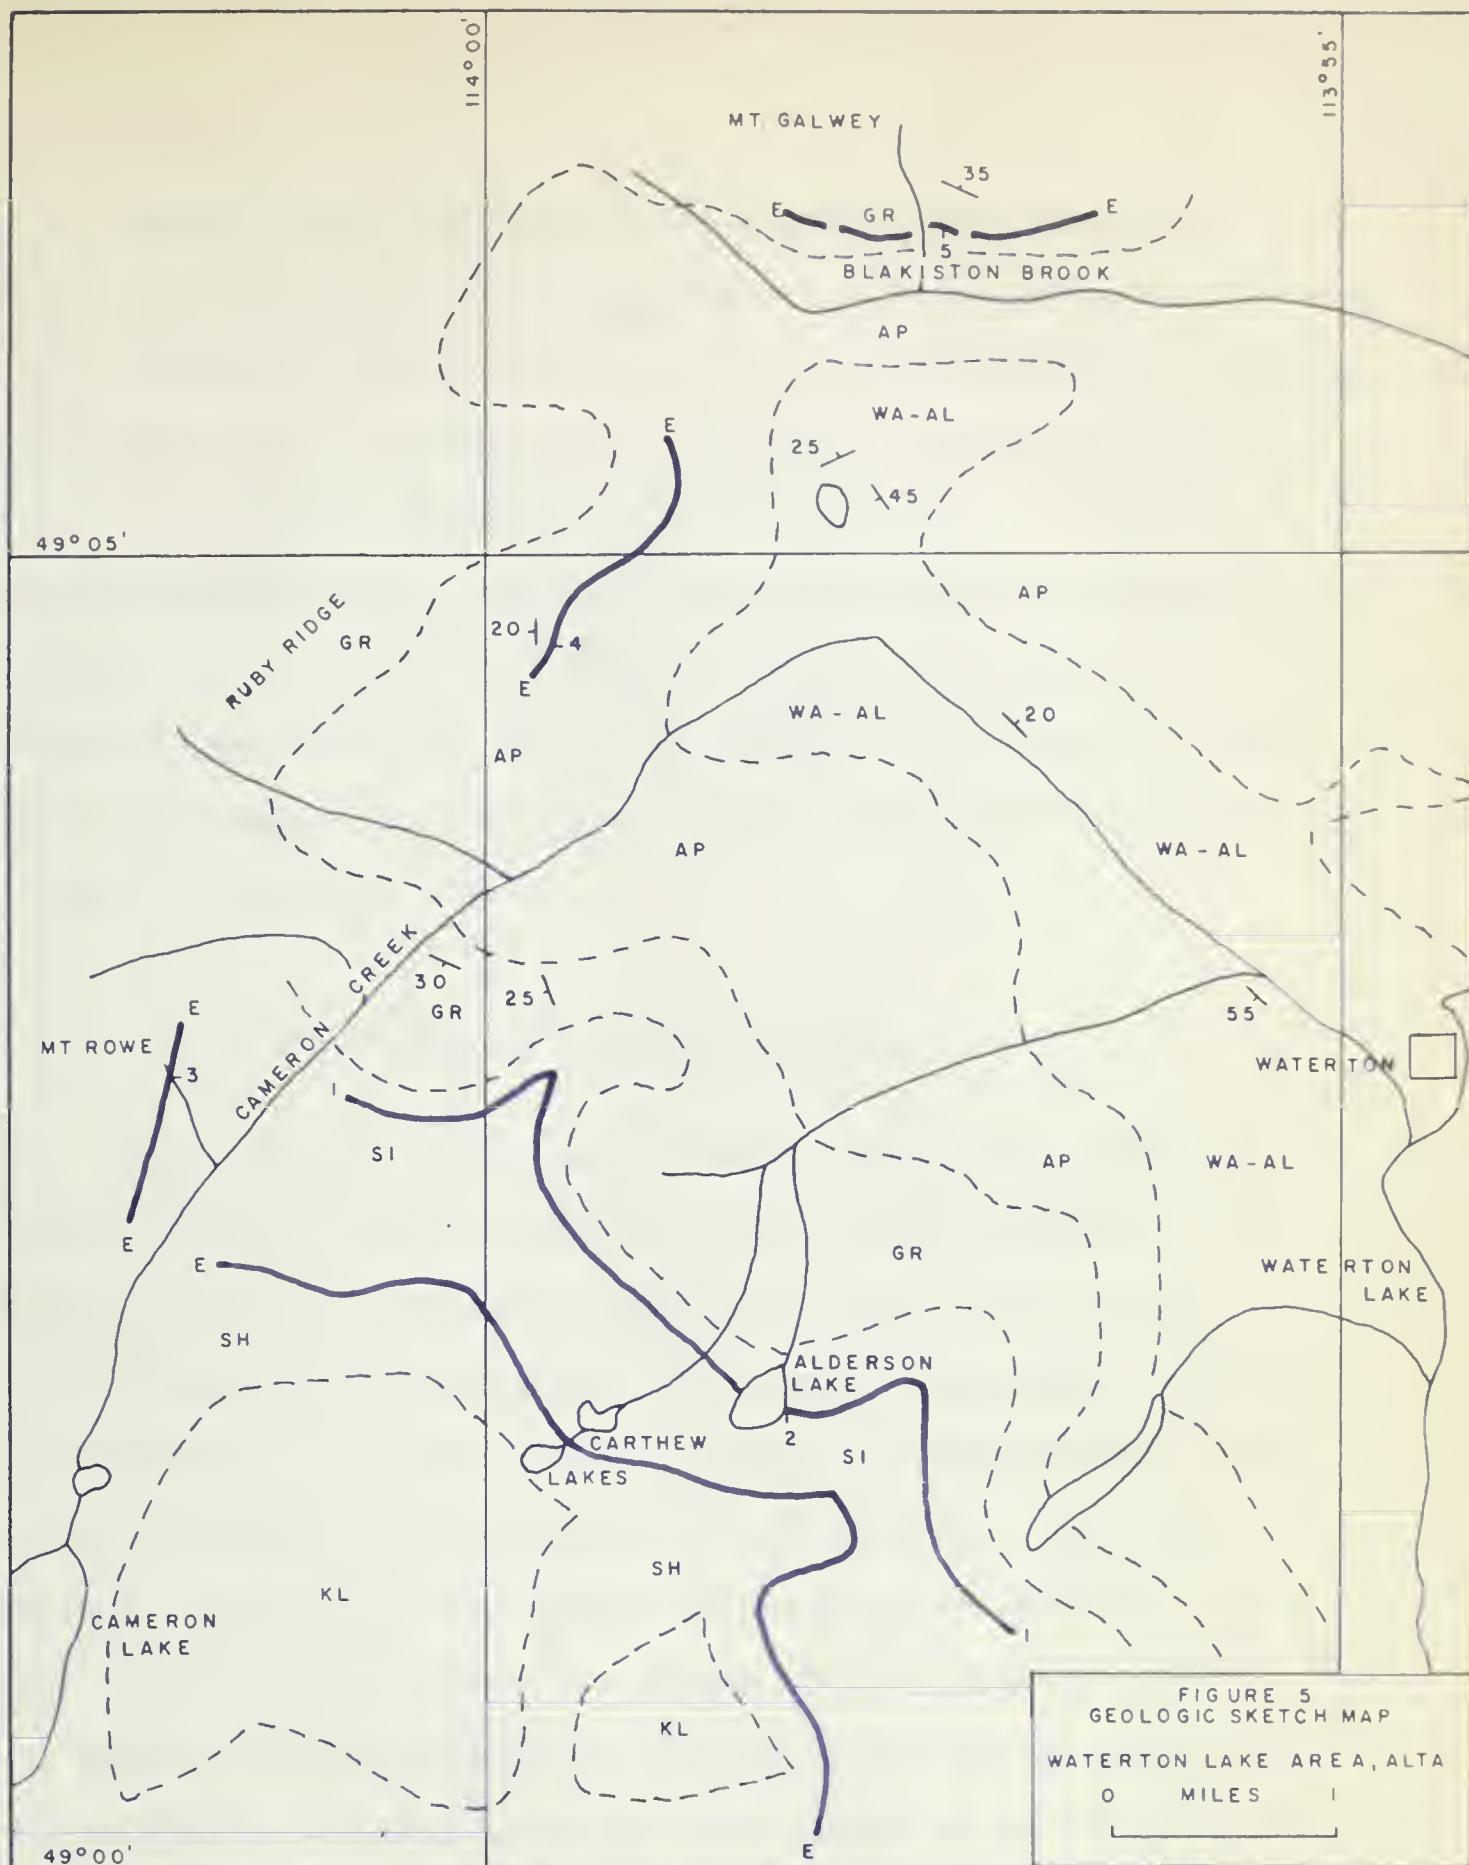 114° 00'
113° 55'
MT. GALWEY
35
E
GR
E
5
BLAKISTON BROOK
AP
WA-AL
E
25
45
49° 05'
RUBY RIDGE
GR
20
4
E
AP
WA - AL
20
AP
AP
WA - AL
CAMERON CREEK
30
GR
25
E
MT ROWE
3
1
55
WATERTON
SI
AP
WA-AL
E
E
GR
WATERTON
LAKE
SH
ALDERSON
LAKE
CARTHEW
LAKES
2
SI
SH
KL
CAMERON
LAKE
1
KL
E
49° 00'
FIGURE 5
GEOLOGIC SKETCH MAP
WATERTON LAKE AREA, ALTA
0 MILES 1